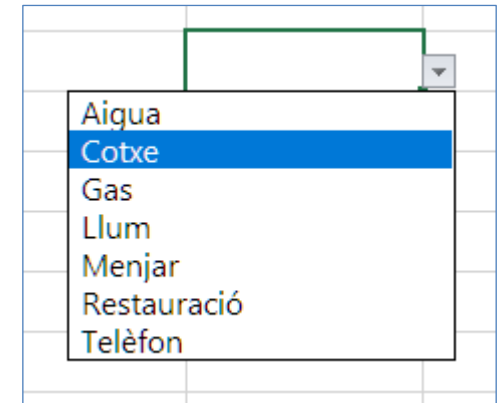 Aigua
Cotxe
Gas
Llum
Menjar
Restauració
Telèfon